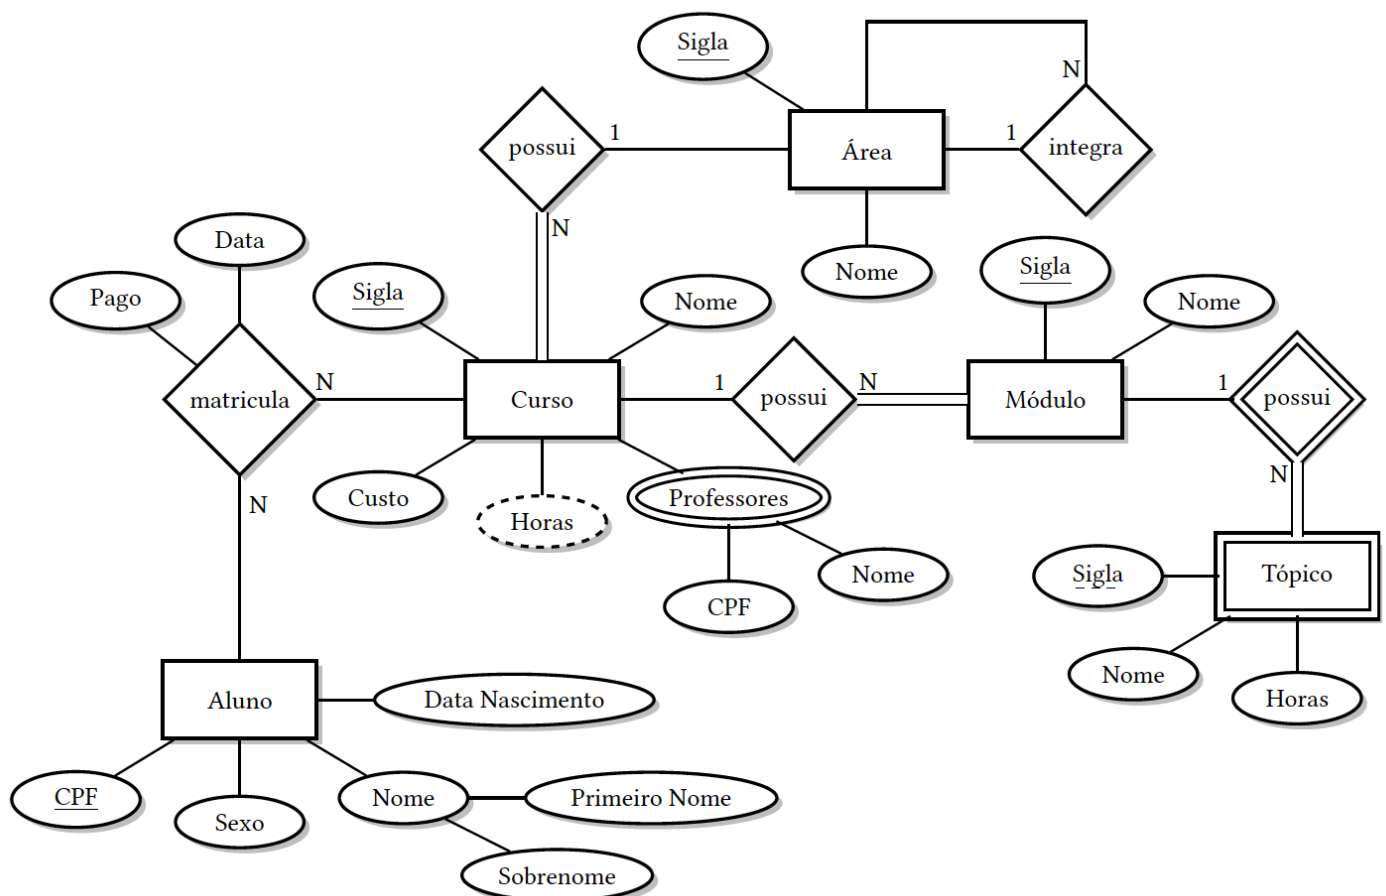 Sigla
N
possui
1
1
integra
Área
N
Data
Nome
Sigla
Pago
Sigla
Nome
Nome
N
1
N
1
matricula
Curso
possui
Módulo
possui
N
Custo
Horas
Professores
N
Sigla
Tópico
Nome
CPF
Nome
Horas
Aluno
Data Nascimento
CPF
Sexo
Nome
Primeiro Nome
Sobrenome